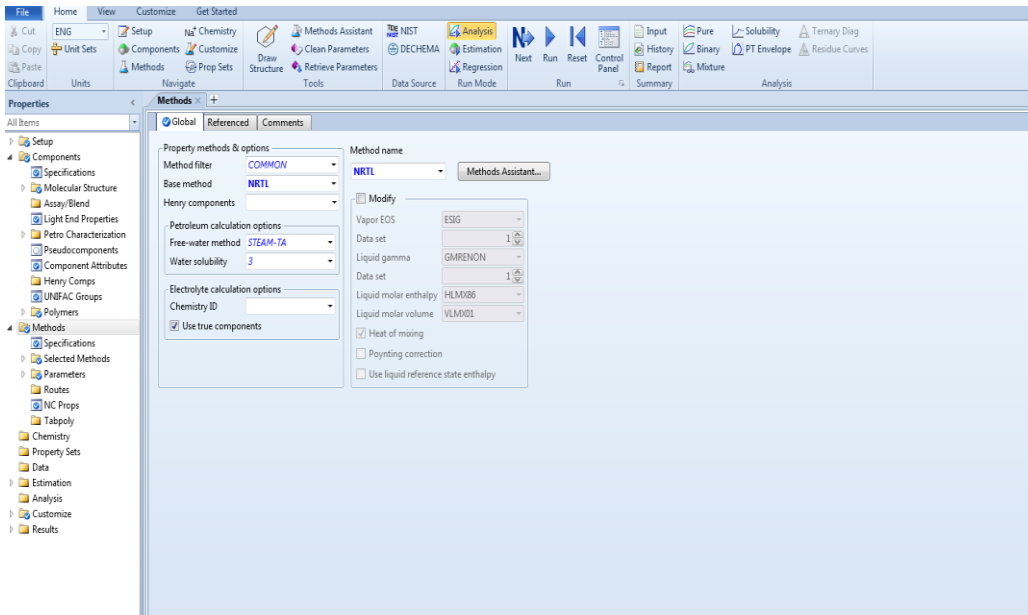 File Home View Customize Get Started
Cut ENG Setup Na+ Chemistry Methods Assistant NIST Analysis Input Pure Solubility Ternary Diag
Copy Unit Sets Components Customize Clean Parameters DECHEMA Estimation History Binary PT Envelope Residue Curves
Paste Methods Prop Sets Draw Structure Retrieve Parameters Regression Next Run Reset Control Panel Report Mixture
Clipboard Units Navigate Tools Data Source Run Mode Run Summary Analysis
Properties < Methods × +
All Items Global Referenced Comments
Setup
Components
Specifications
Molecular Structure
Assay/Blend
Light End Properties
Petro Characterization
Pseudocomponents
Component Attributes
Henry Comps
UNIFAC Groups
Polymers
Methods
Specifications
Selected Methods
Parameters
Routes
NC Props
Tabpoly
Chemistry
Property Sets
Data
Estimation
Analysis
Customize
Results
Property methods & options
Method filter COMMON
Base method NRTL
Henry components
Petroleum calculation options
Free-water method STEAM-TA
Water solubility 3
Electrolyte calculation options
Chemistry ID
Use true components
Method name
NRTL Methods Assistant...
Modify
Vapor EOS ESIG
Data set 1
Liquid gamma GMRENON
Data set 1
Liquid molar enthalpy HLMX86
Liquid molar volume VLMX01
Heat of mixing
Poynting correction
Use liquid reference state enthalpy